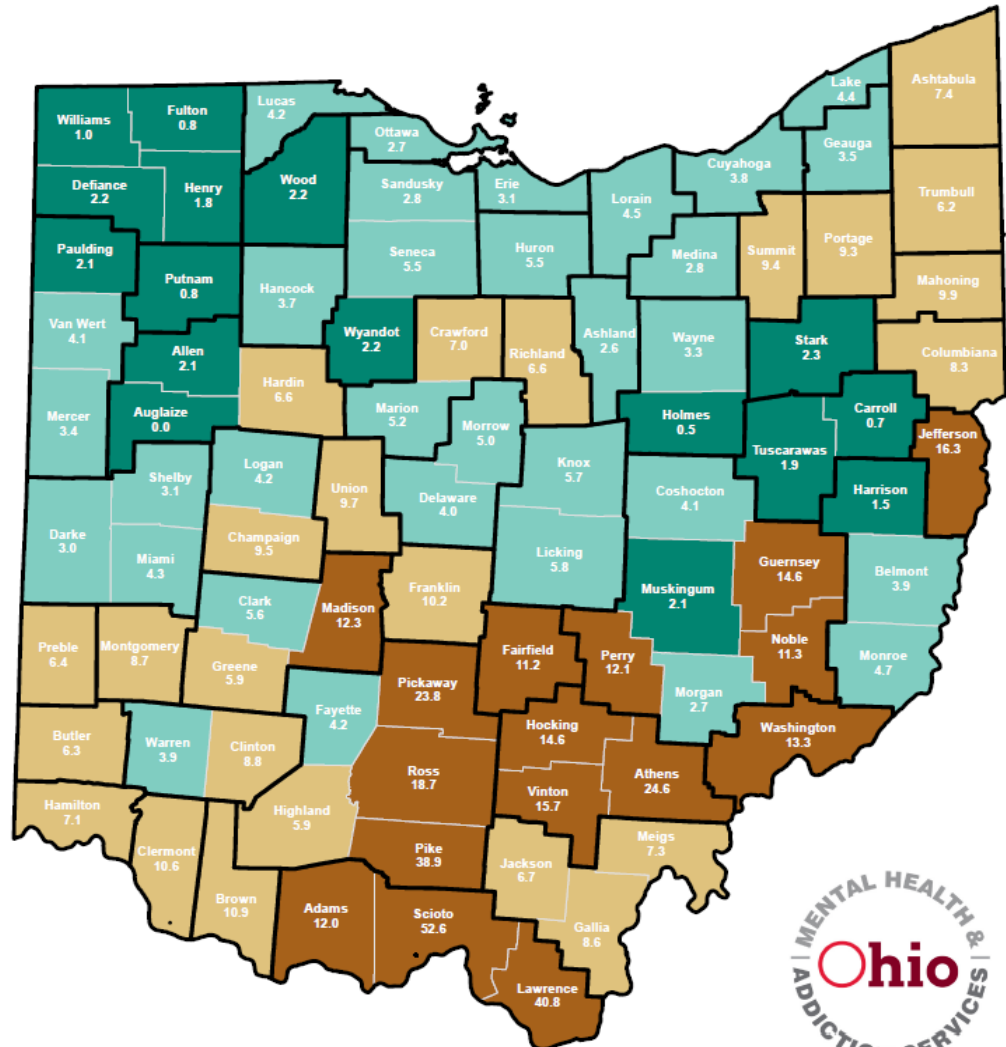 Ashtabula
7.4
Lake
4.4
Geauga
3.5
Lucas
4.2
Fulton
0.8
Williams
1.0
Ottawa
2.7
Cuyahoga
3.8
Trumbull
6.2
Defiance
2.2
Henry
1.8
Wood
2.2
Sandusky
2.8
Erie
3.1
Lorain
4.5
Medina
2.8
Summit
9.4
Portage
9.3
Paulding
2.1
Putnam
0.8
Hancock
3.7
Seneca
5.5
Huron
5.5
Mahoning
9.9
Van Wert
4.1
Allen
2.1
Wyandot
2.2
Crawford
7.0
Richland
6.6
Ashland
2.6
Wayne
3.3
Stark
2.3
Columbiana
8.3
Mercer
3.4
Auglaize
0.0
Hardin
6.6
Marion
5.2
Morrow
5.0
Holmes
0.5
Tuscarawas
1.9
Carroll
0.7
Jefferson
16.3
Shelby
3.1
Logan
4.2
Union
9.7
Delaware
4.0
Knox
5.7
Coshocton
4.1
Harrison
1.5
Darke
3.0
Miami
4.3
Champaign
9.5
Licking
5.8
Muskingum
2.1
Guernsey
14.6
Belmont
3.9
Clark
5.6
Madison
12.3
Franklin
10.2
Preble
6.4
Montgomery
8.7
Greene
5.9
Fairfield
11.2
Perry
12.1
Noble
11.3
Monroe
4.7
Fayette
4.2
Pickaway
23.8
Morgan
2.7
Butler
6.3
Warren
3.9
Clinton
8.8
Hocking
14.6
Washington
13.3
Ross
18.7
Vinton
15.7
Athens
24.6
Hamilton
7.1
Highland
5.9
Clermont
10.6
Pike
38.9
Jackson
6.7
Meigs
7.3
Brown
10.9
Adams
12.0
Scioto
52.6
Gallia
8.6
Lawrence
40.8
MENTAL HEALTH &
Ohio